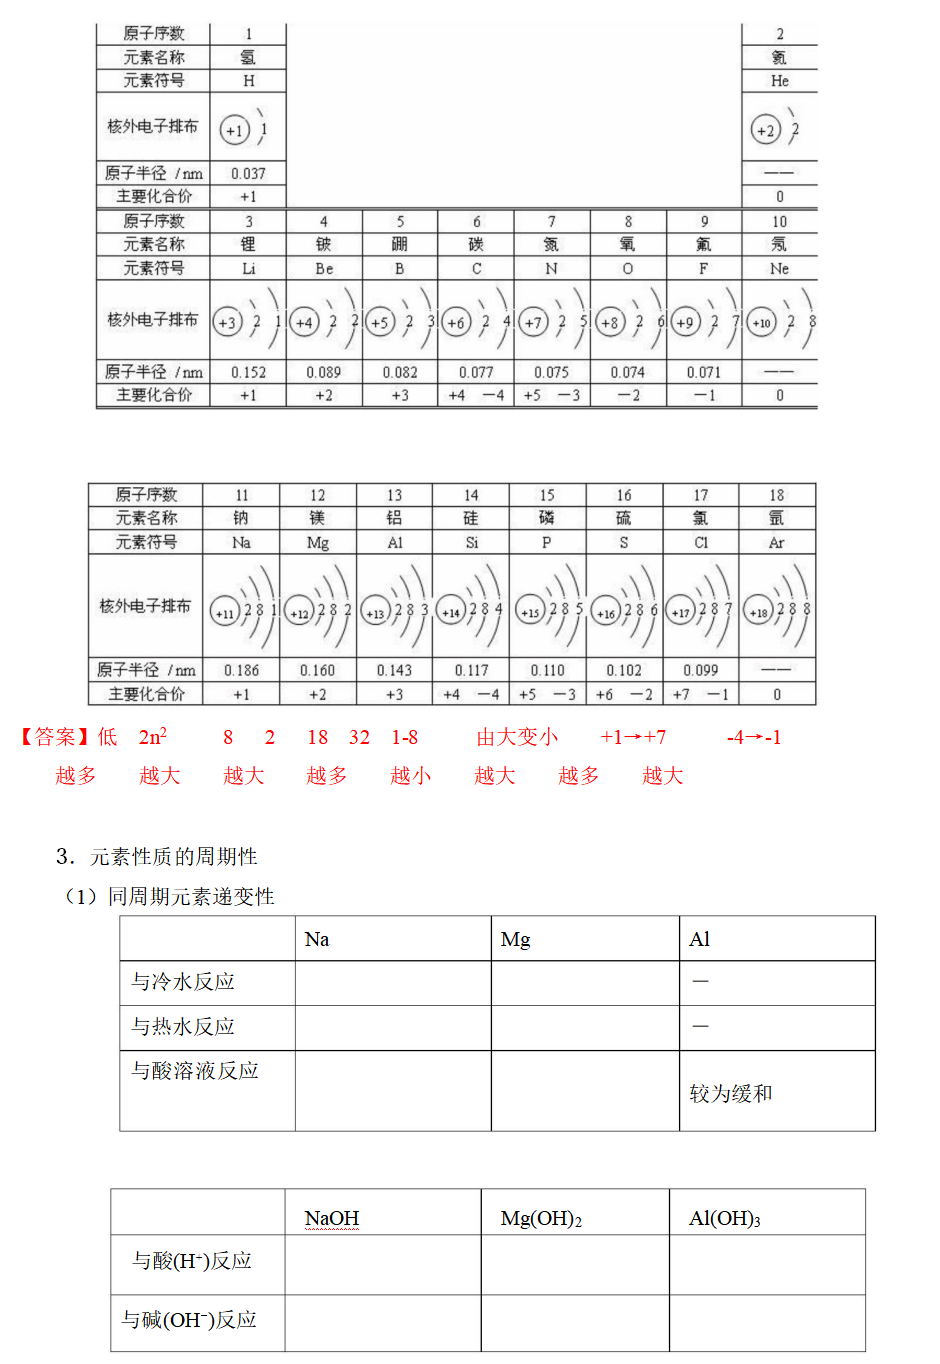 原子序数 1 2
元素名称 氢 氦
元素符号 H He
核外电子排布 +1 1 +2 2
原子半径 /nm 0.037 ——
主要化合价 +1 0
原子序数 3 4 5 6 7 8 9 10
元素名称 锂 铍 硼 碳 氮 氧 氟 氖
元素符号 Li Be B C N O F Ne
核外电子排布 +3 2 1 +4 2 2 +5 2 3 +6 2 4 +7 2 5 +8 2 6 +9 2 7 +10 2 8
原子半径 /nm 0.152 0.089 0.082 0.077 0.075 0.074 0.071 ——
主要化合价 +1 +2 +3 +4 －4 +5 －3 －2 －1 0
原子序数 11 12 13 14 15 16 17 18
元素名称 钠 镁 铝 硅 磷 硫 氯 氩
元素符号 Na Mg Al Si P S Cl Ar
核外电子排布 +11 2 8 1 +12 2 8 2 +13 2 8 3 +14 2 8 4 +15 2 8 5 +16 2 8 6 +17 2 8 7 +18 2 8 8
原子半径 /nm 0.186 0.160 0.143 0.117 0.110 0.102 0.099 ——
主要化合价 +1 +2 +3 +4 －4 +5 －3 +6 －2 +7 －1 0
【答案】低 2n² 8 2 18 32 1-8 由大变小 +1→+7 -4→-1
越多 越大 越大 越多 越小 越大 越多 越大
3．元素性质的周期性
（1）同周期元素递变性
Na Mg Al
与冷水反应 －
与热水反应 －
与酸溶液反应 较为缓和
NaOH Mg(OH)₂ Al(OH)₃
与酸(H⁺)反应
与碱(OH⁻)反应